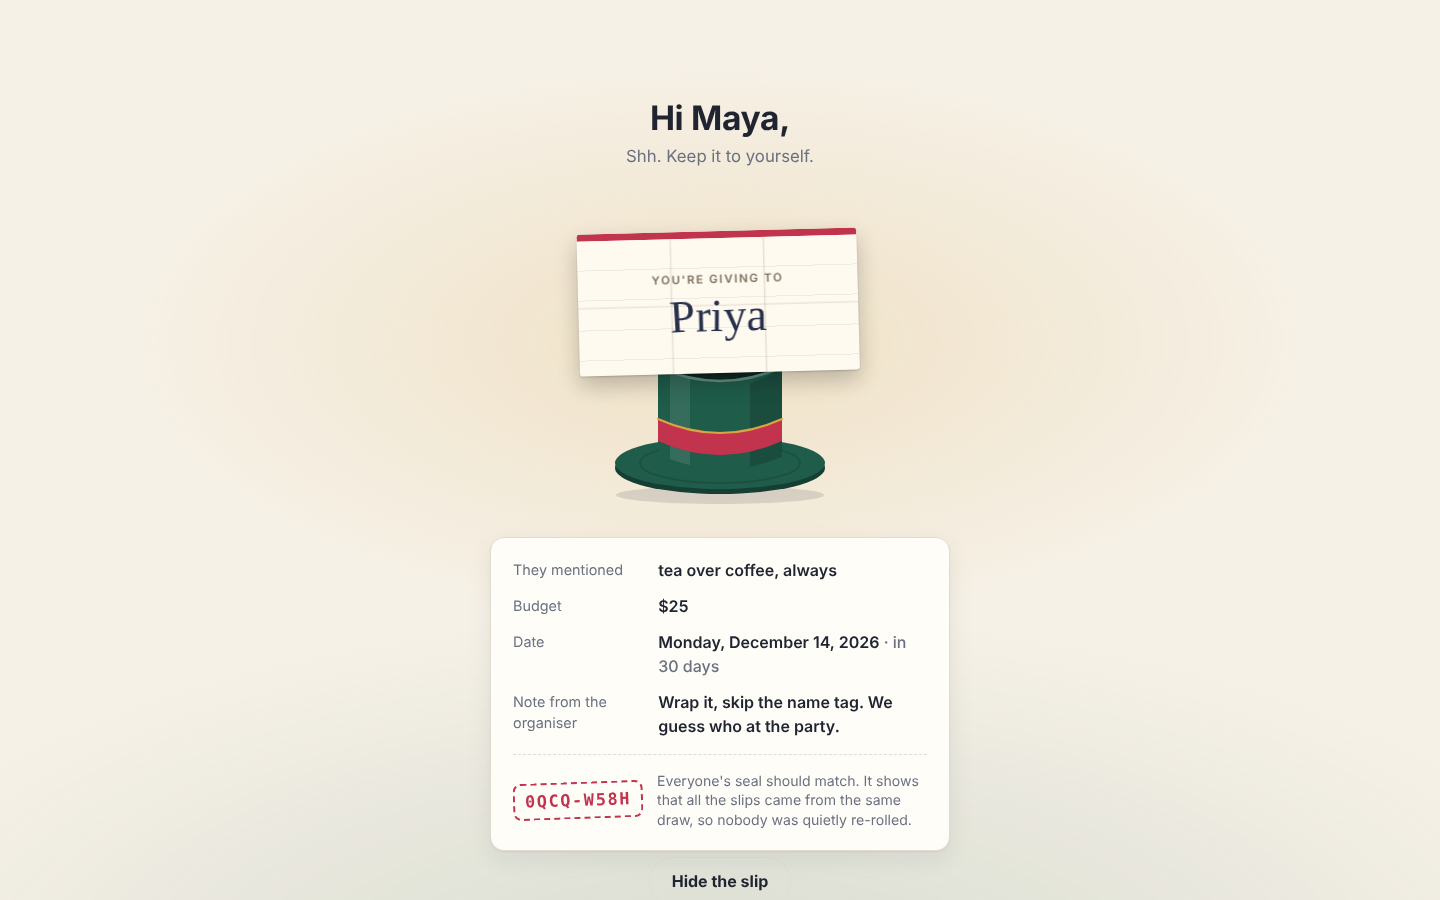 Hi Maya,
Shh. Keep it to yourself.
YOU'RE GIVING TO
Priya
They mentioned
tea over coffee, always
Budget
$25
Date
Monday, December 14, 2026 · in
30 days
Note from the
organiser
Wrap it, skip the name tag. We
guess who at the party.
0QCQ-W58H
Everyone's seal should match. It shows
that all the slips came from the same
draw, so nobody was quietly re-rolled.
Hide the slip